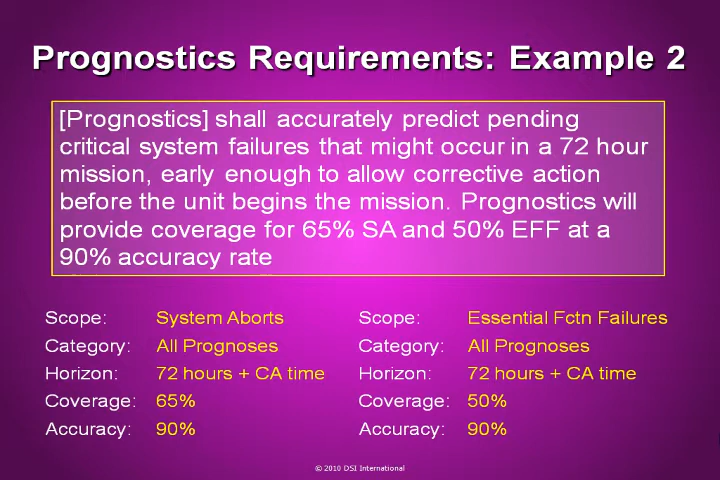 Prognostics Requirements: Example 2
[Prognostics] shall accurately predict pending
critical system failures that might occur in a 72 hour
mission, early enough to allow corrective action
before the unit begins the mission. Prognostics will
provide coverage for 65% SA and 50% EFF at a
90% accuracy rate
Scope: System Aborts
Category: All Prognoses
Horizon: 72 hours + CA time
Coverage: 65%
Accuracy: 90%
Scope: Essential Fctn Failures
Category: All Prognoses
Horizon: 72 hours + CA time
Coverage: 50%
Accuracy: 90%
© 2010 DSI International